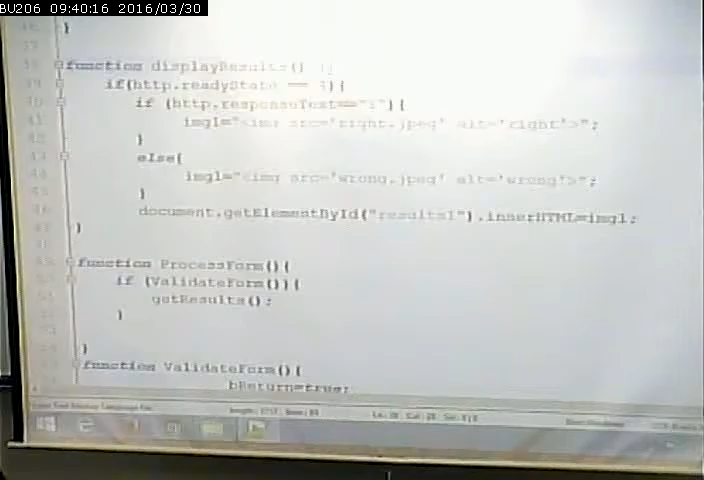 BU206 09:40:16 2016/03/30
}
function displayResults() {
if(http.readyState == 4){
if (http.responseText=="1"){
img1="<img src='right.jpeg' alt='right'>";
}
else{
img1="<img src='wrong.jpeg' alt='wrong'>";
}
document.getElementById("results1").innerHTML=img1;
}
function ProcessForm(){
if (ValidateForm()){
getResults();
}
}
function ValidateForm(){
bReturn=true;